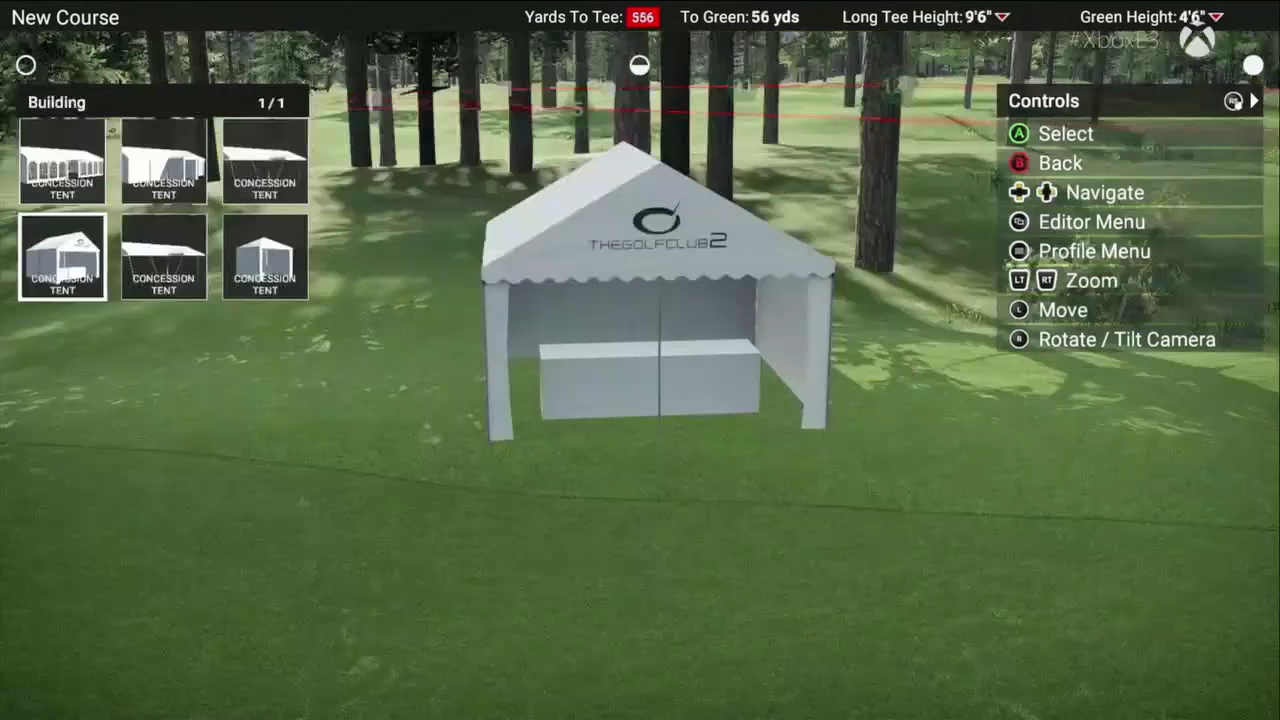 New Course
Yards To Tee: 556 To Green: 56 yds Long Tee Height: 9'6" Green Height: 4'6"
#XboxE3
Building 1/1
CONCESSION TENT
CONCESSION TENT
CONCESSION TENT
CONCESSION TENT
CONCESSION TENT
CONCESSION TENT
5
THEGOLFCLUB2
Controls RS
A Select
B Back
Navigate
Editor Menu
Profile Menu
LT RT Zoom
L Move
R Rotate / Tilt Camera